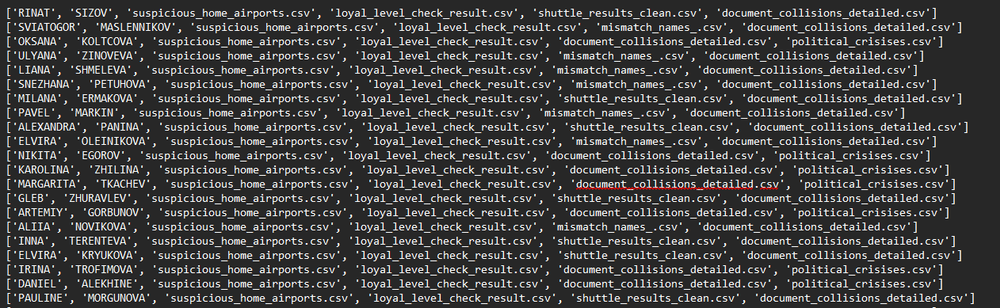 ['RINAT', 'SIZOV', 'suspicious_home_airports.csv', 'loyal_level_check_result.csv', 'shuttle_results_clean.csv', 'document_collisions_detailed.csv']
['SVIATOGOR', 'MASLENNIKOV', 'suspicious_home_airports.csv', 'loyal_level_check_result.csv', 'mismatch_names_.csv', 'document_collisions_detailed.csv']
['OKSANA', 'KOLTCOVA', 'suspicious_home_airports.csv', 'loyal_level_check_result.csv', 'document_collisions_detailed.csv', 'political_crisises.csv']
['ULYANA', 'ZINOVEVA', 'suspicious_home_airports.csv', 'loyal_level_check_result.csv', 'mismatch_names_.csv', 'document_collisions_detailed.csv']
['LIANA', 'SHMELEVA', 'suspicious_home_airports.csv', 'loyal_level_check_result.csv', 'mismatch_names_.csv', 'document_collisions_detailed.csv']
['SNEZHANA', 'PETUHOVA', 'suspicious_home_airports.csv', 'loyal_level_check_result.csv', 'mismatch_names_.csv', 'document_collisions_detailed.csv']
['MILANA', 'ERMAKOVA', 'suspicious_home_airports.csv', 'loyal_level_check_result.csv', 'shuttle_results_clean.csv', 'document_collisions_detailed.csv']
['PAVEL', 'MARKIN', 'suspicious_home_airports.csv', 'loyal_level_check_result.csv', 'mismatch_names_.csv', 'document_collisions_detailed.csv']
['ALEXANDRA', 'PANINA', 'suspicious_home_airports.csv', 'loyal_level_check_result.csv', 'shuttle_results_clean.csv', 'document_collisions_detailed.csv']
['ELVIRA', 'OLEINIKOVA', 'suspicious_home_airports.csv', 'loyal_level_check_result.csv', 'mismatch_names_.csv', 'document_collisions_detailed.csv']
['NIKITA', 'EGOROV', 'suspicious_home_airports.csv', 'loyal_level_check_result.csv', 'document_collisions_detailed.csv', 'political_crisises.csv']
['KAROLINA', 'ZHILINA', 'suspicious_home_airports.csv', 'loyal_level_check_result.csv', 'document_collisions_detailed.csv', 'political_crisises.csv']
['MARGARITA', 'TKACHEV', 'suspicious_home_airports.csv', 'loyal_level_check_result.csv', 'document_collisions_detailed.csv', 'political_crisises.csv']
['GLEB', 'ZHURAVLEV', 'suspicious_home_airports.csv', 'loyal_level_check_result.csv', 'shuttle_results_clean.csv', 'document_collisions_detailed.csv']
['ARTEMIY', 'GORBUNOV', 'suspicious_home_airports.csv', 'loyal_level_check_result.csv', 'document_collisions_detailed.csv', 'political_crisises.csv']
['ALIIA', 'NOVIKOVA', 'suspicious_home_airports.csv', 'loyal_level_check_result.csv', 'mismatch_names_.csv', 'document_collisions_detailed.csv']
['INNA', 'TERENTEVA', 'suspicious_home_airports.csv', 'loyal_level_check_result.csv', 'shuttle_results_clean.csv', 'document_collisions_detailed.csv']
['ELVIRA', 'KRYUKOVA', 'suspicious_home_airports.csv', 'loyal_level_check_result.csv', 'shuttle_results_clean.csv', 'document_collisions_detailed.csv']
['IRINA', 'TROFIMOVA', 'suspicious_home_airports.csv', 'loyal_level_check_result.csv', 'document_collisions_detailed.csv', 'political_crisises.csv']
['DANIEL', 'ALEKHINE', 'suspicious_home_airports.csv', 'loyal_level_check_result.csv', 'document_collisions_detailed.csv', 'political_crisises.csv']
['PAULINE', 'MORGUNOVA', 'suspicious_home_airports.csv', 'loyal_level_check_result.csv', 'shuttle_results_clean.csv', 'document_collisions_detailed.csv']